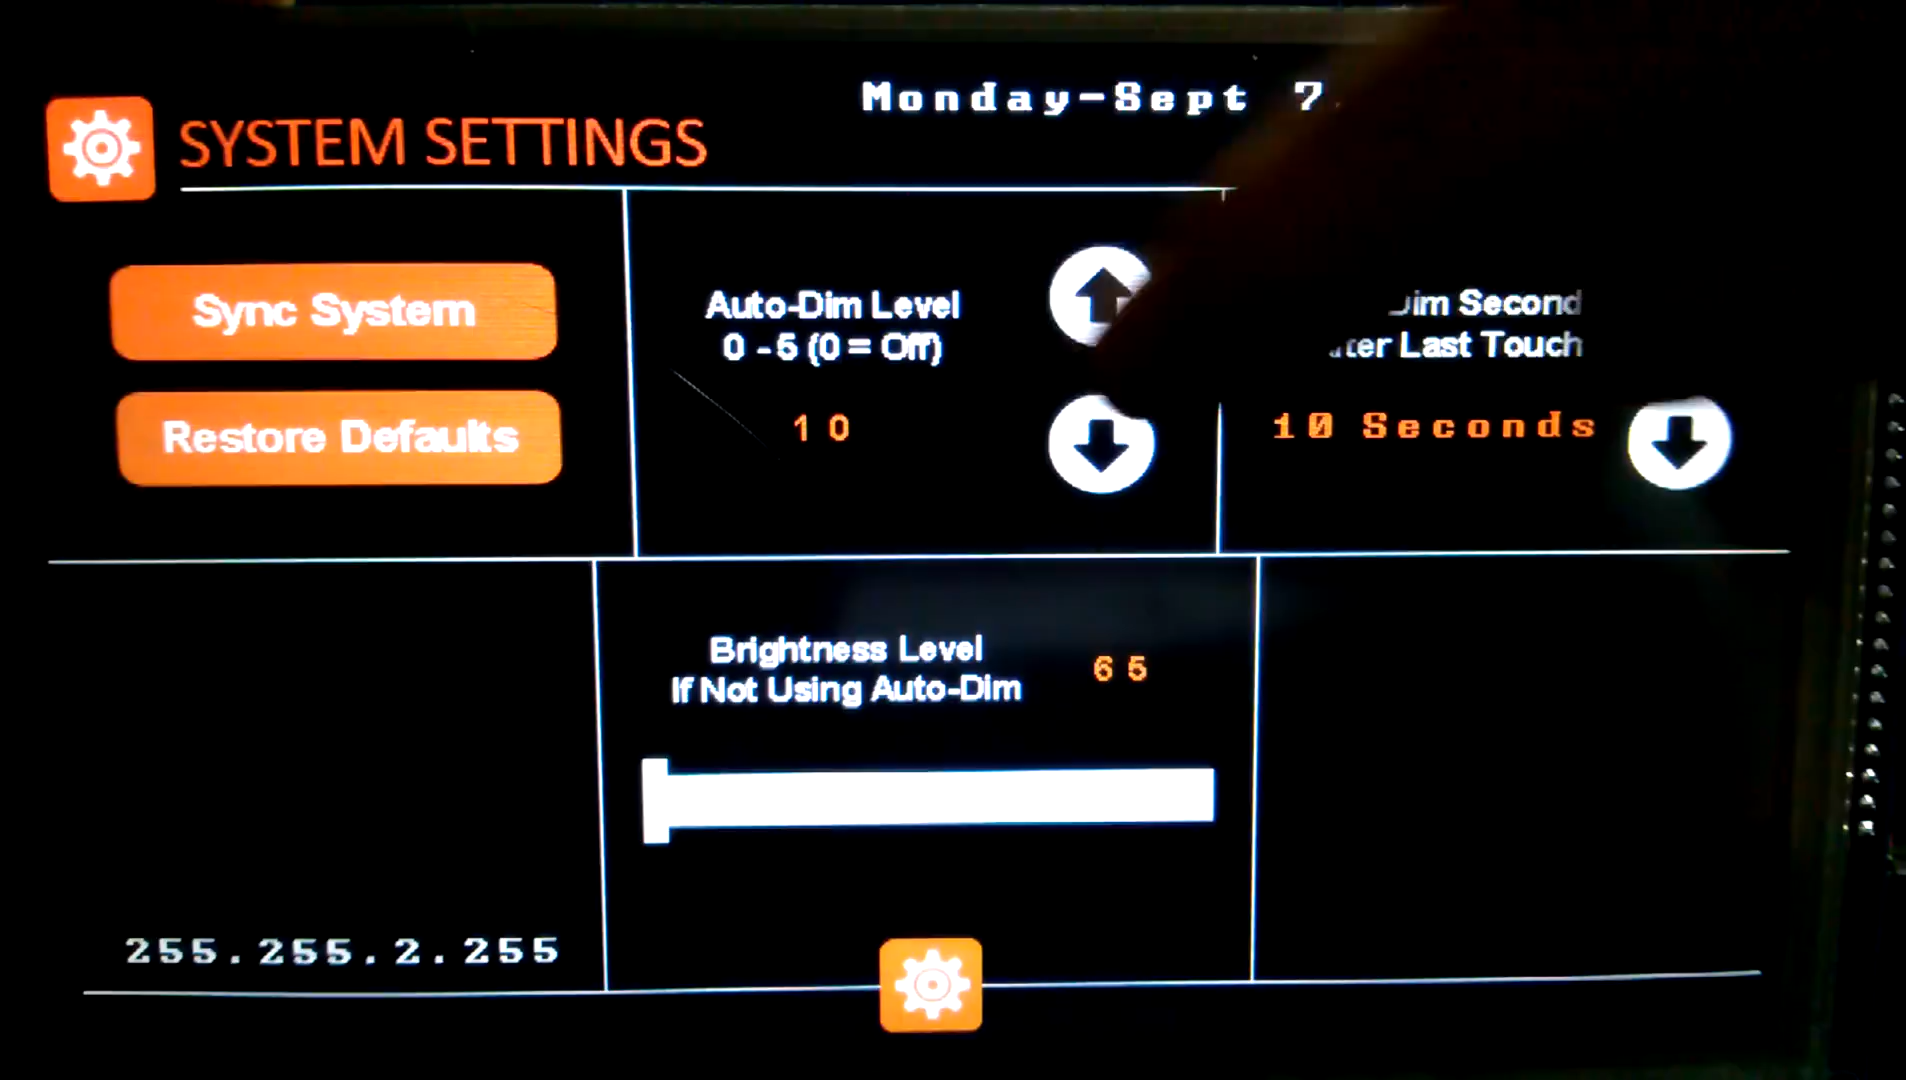 Monday-Sept 7
SYSTEM SETTINGS
Sync System
Restore Defaults
Auto-Dim Level
0 -5 (0 = Off)
10
Second
Last Touch
10 Seconds
Brightness Level
If Not Using Auto-Dim
65
255.255.2.255